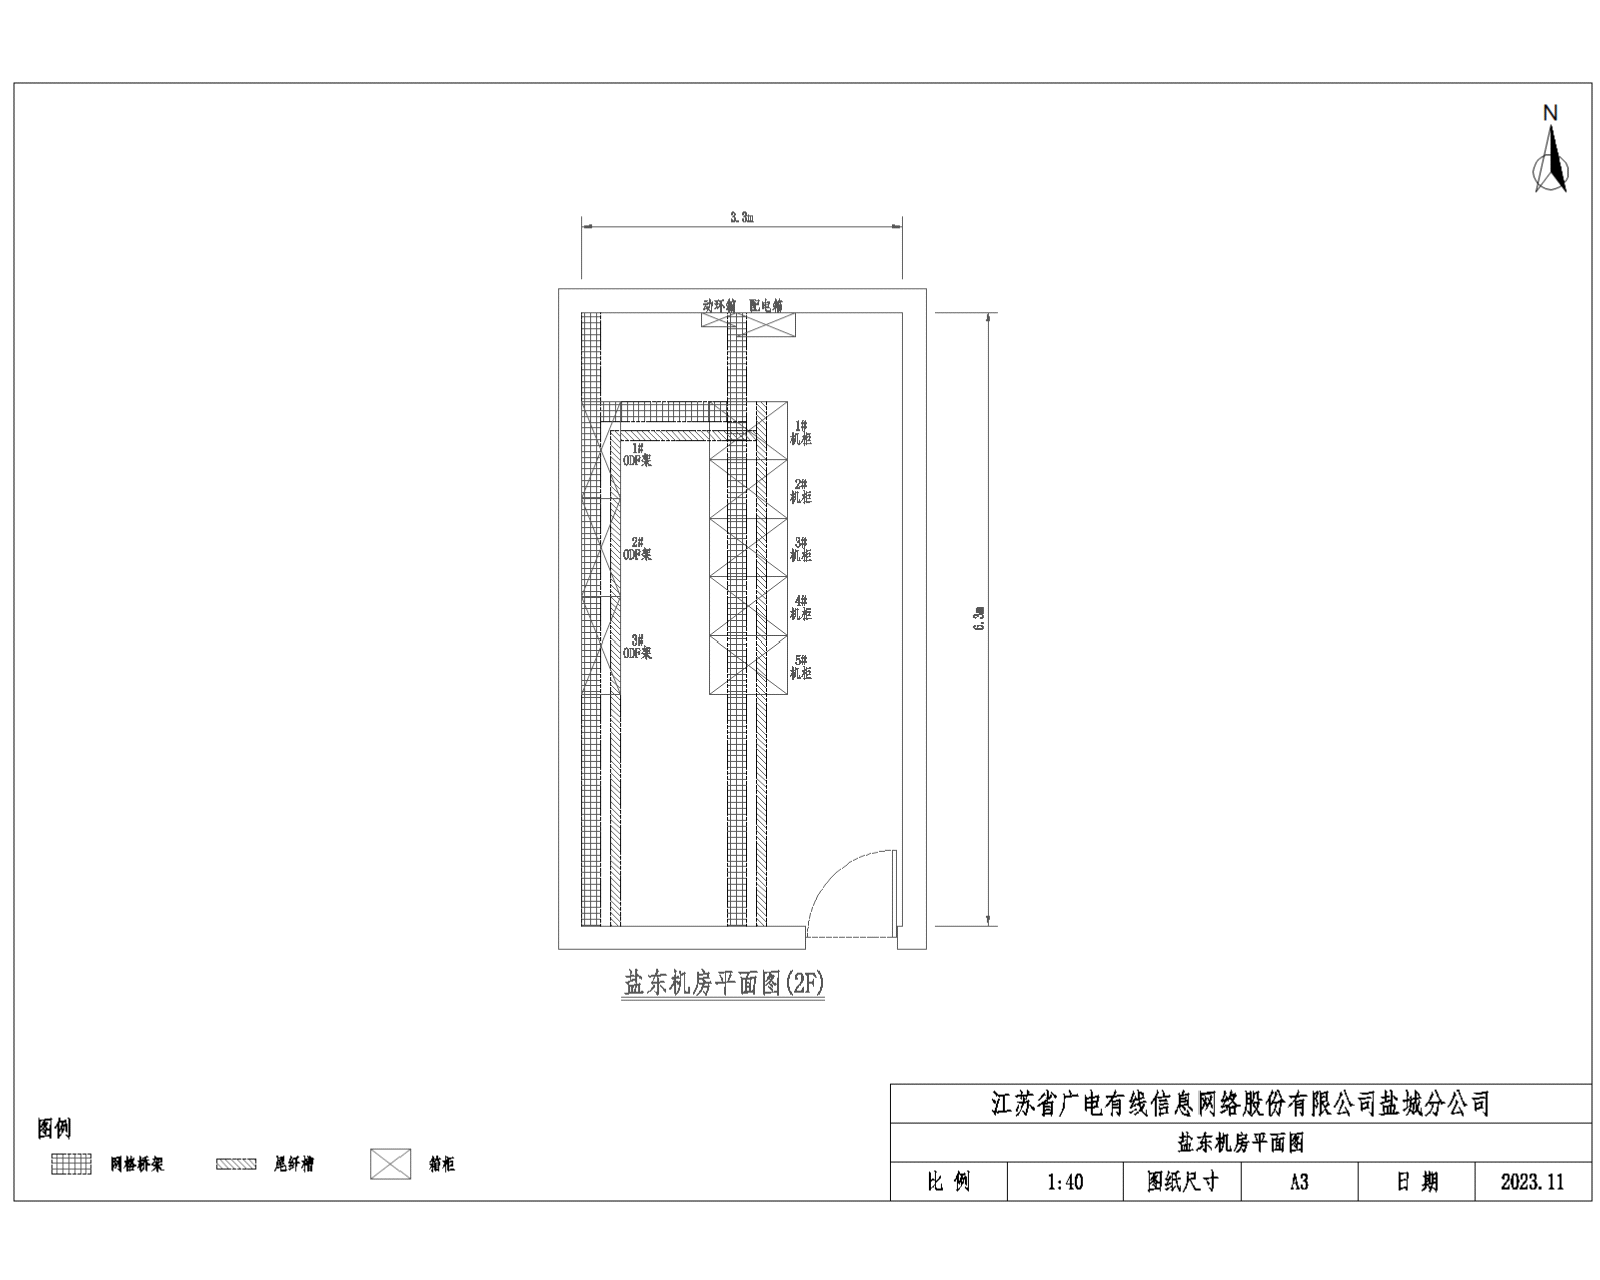 N
3.3m
动环箱 配电箱
1#
机柜
1#
ODF架
2#
机柜
2#
ODF架
3#
机柜
4#
机柜
6.3m
3#
ODF架
5#
机柜
盐东机房平面图(2F)
江苏省广电有线信息网络股份有限公司盐城分公司
图例
盐东机房平面图
网格桥架 尾纤槽 箱柜
比 例 1:40 图纸尺寸 A3 日 期 2023.11